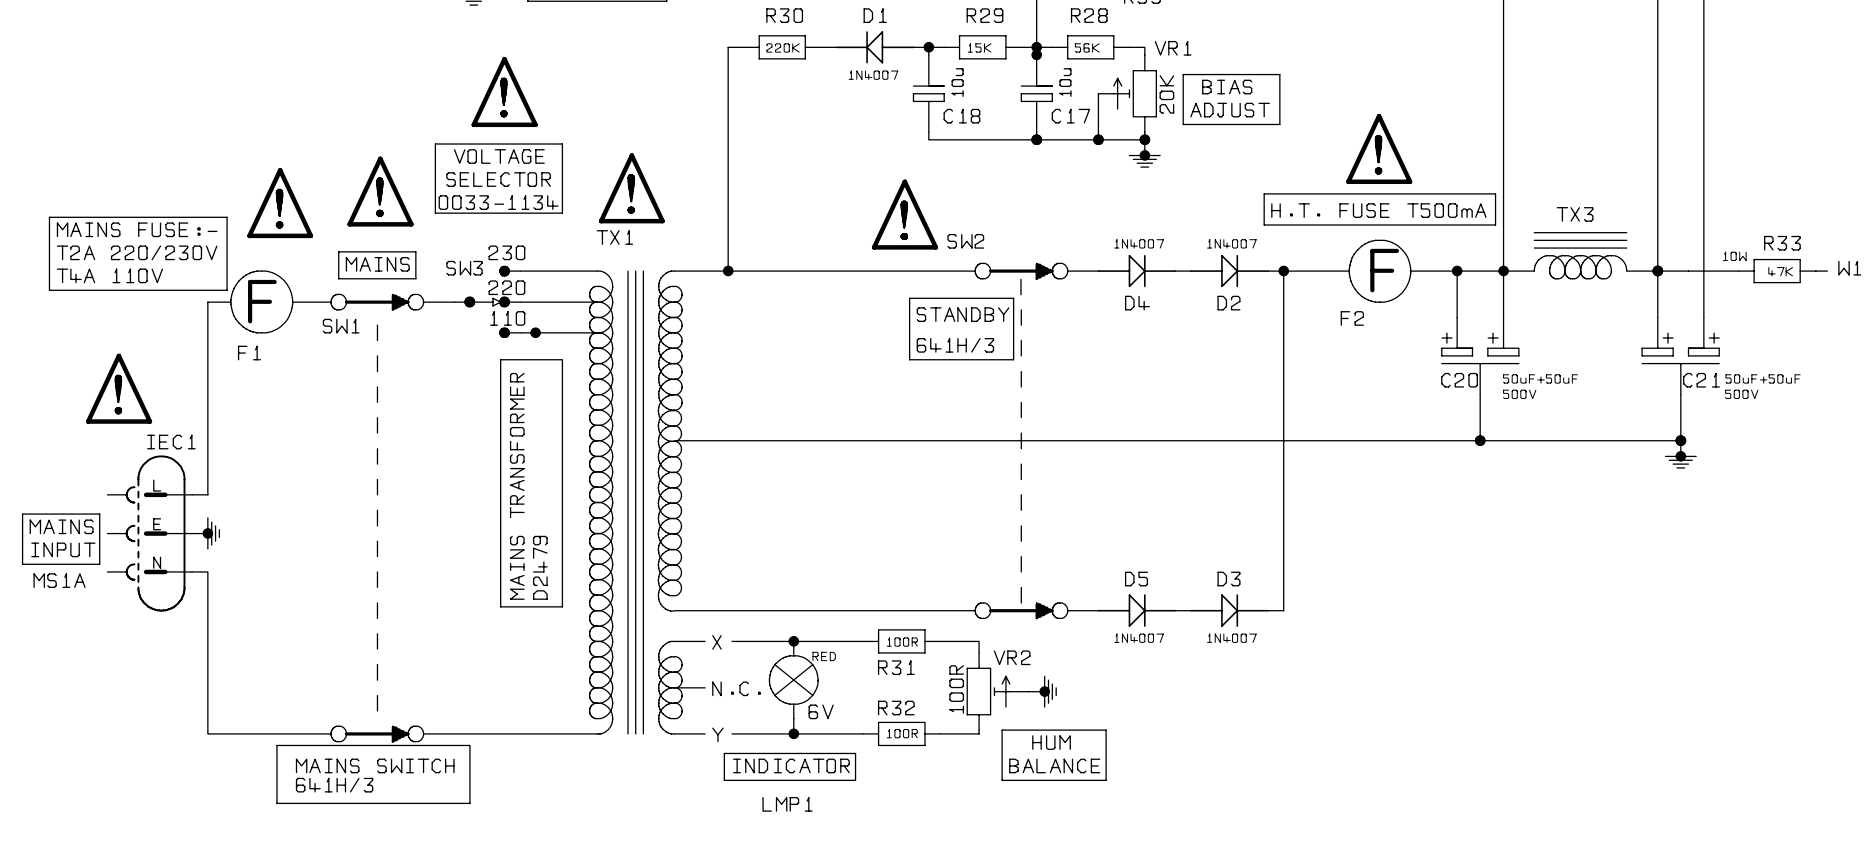 R30
D1
R29
R28
220K
1N4007
15K
56K
VR1
10u
C18
10u
C17
20K
BIAS
ADJUST
VOLTAGE
SELECTOR
0033-1134
TX1
MAINS FUSE:-
T2A 220/230V
T4A 110V
MAINS
SW3
230
220
110
F
SW1
F1
SW2
STANDBY
641H/3
1N4007
1N4007
D4
D2
H.T. FUSE T500mA
F
F2
TX3
10W
R33
47K
W1
+
+
+
+
C20
50uF+50uF
500V
C21
50uF+50uF
500V
MAINS TRANSFORMER
D2479
IEC1
L
E
N
MAINS
INPUT
MS1A
D5
D3
1N4007
1N4007
X
N.C.
Y
RED
6V
100R
R31
R32
100R
VR2
100R
HUM
BALANCE
INDICATOR
LMP1
MAINS SWITCH
641H/3